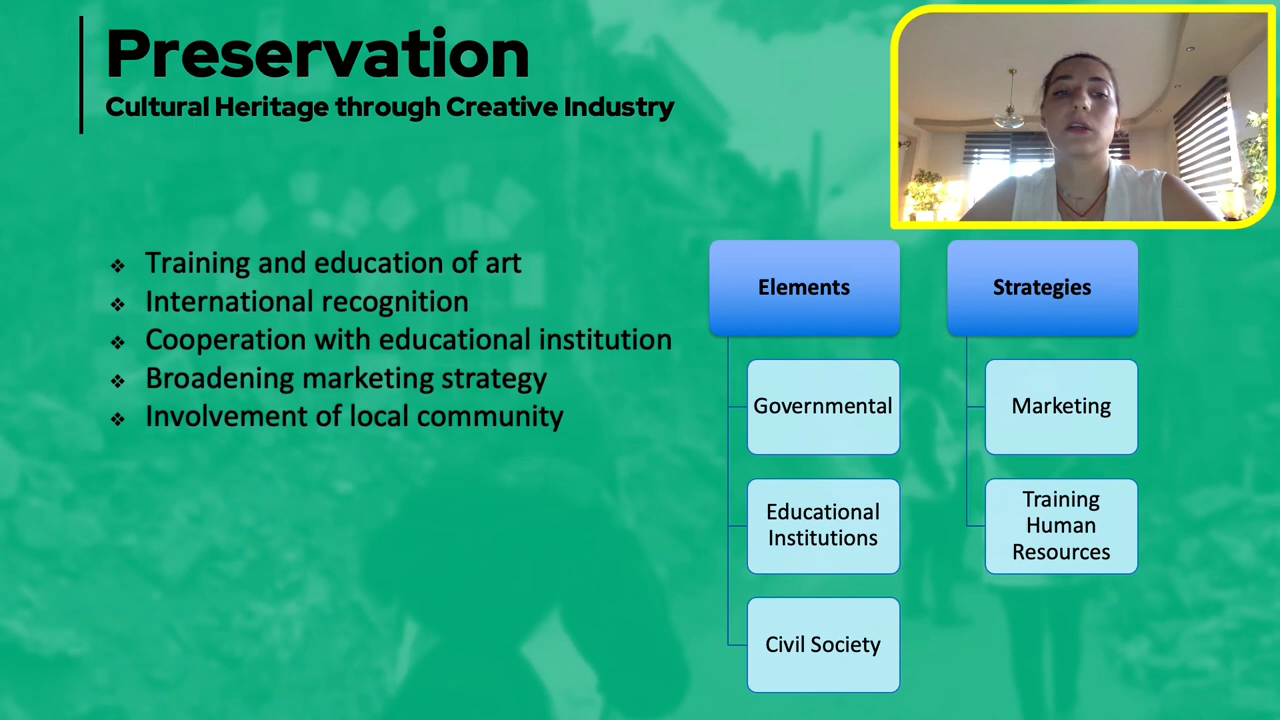 Preservation
Cultural Heritage through Creative Industry
❖ Training and education of art
❖ International recognition
❖ Cooperation with educational institution
❖ Broadening marketing strategy
❖ Involvement of local community
Elements
Governmental
Educational
Institutions
Civil Society
Strategies
Marketing
Training
Human
Resources